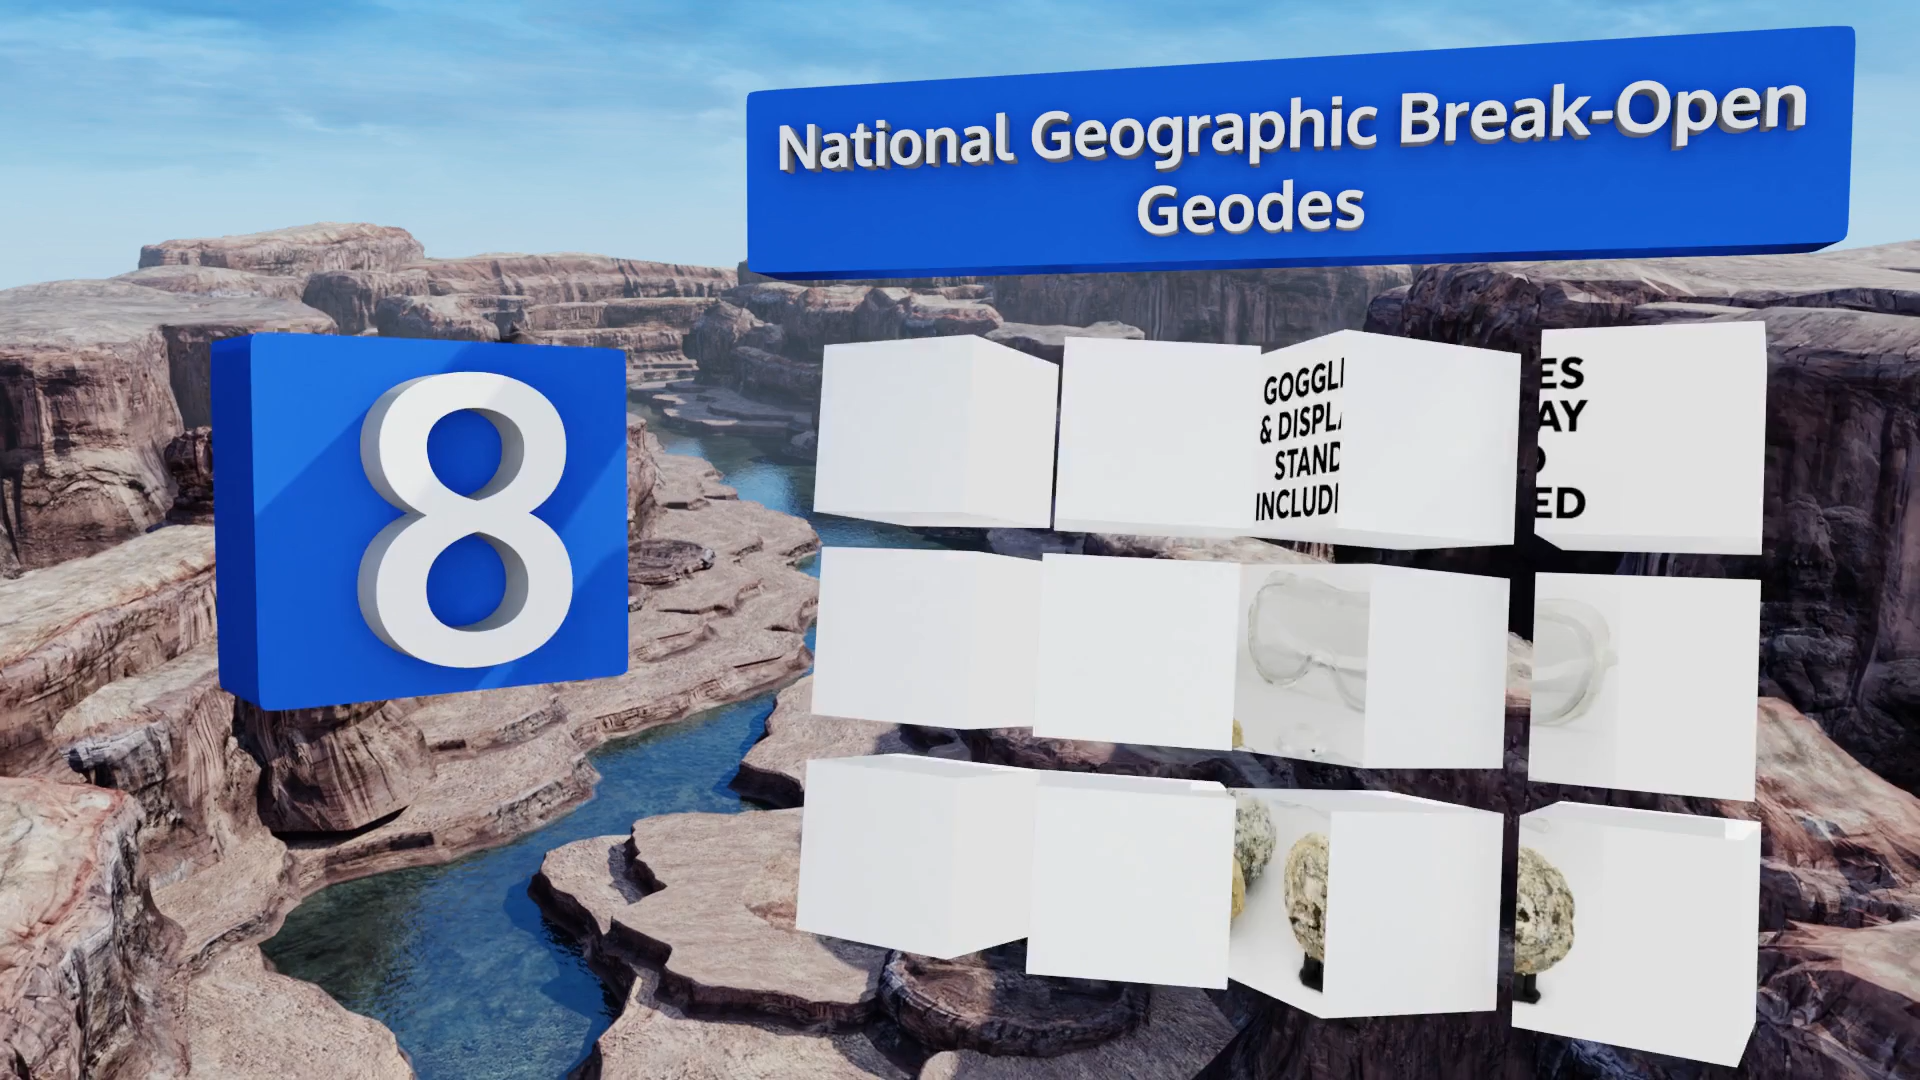 National Geographic Break-Open
Geodes
8
GOGGL
& DISPL
STAND
INCLUD
ES
AY
ED